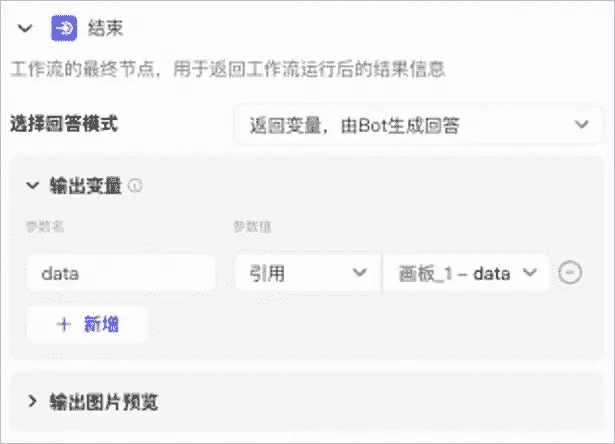 结束
工作流的最终节点，用于返回工作流运行后的结果信息
选择回答模式 返回变量，由Bot生成回答
输出变量
参数名 参数值
data 引用 画板_1 – data
+ 新增
输出图片预览